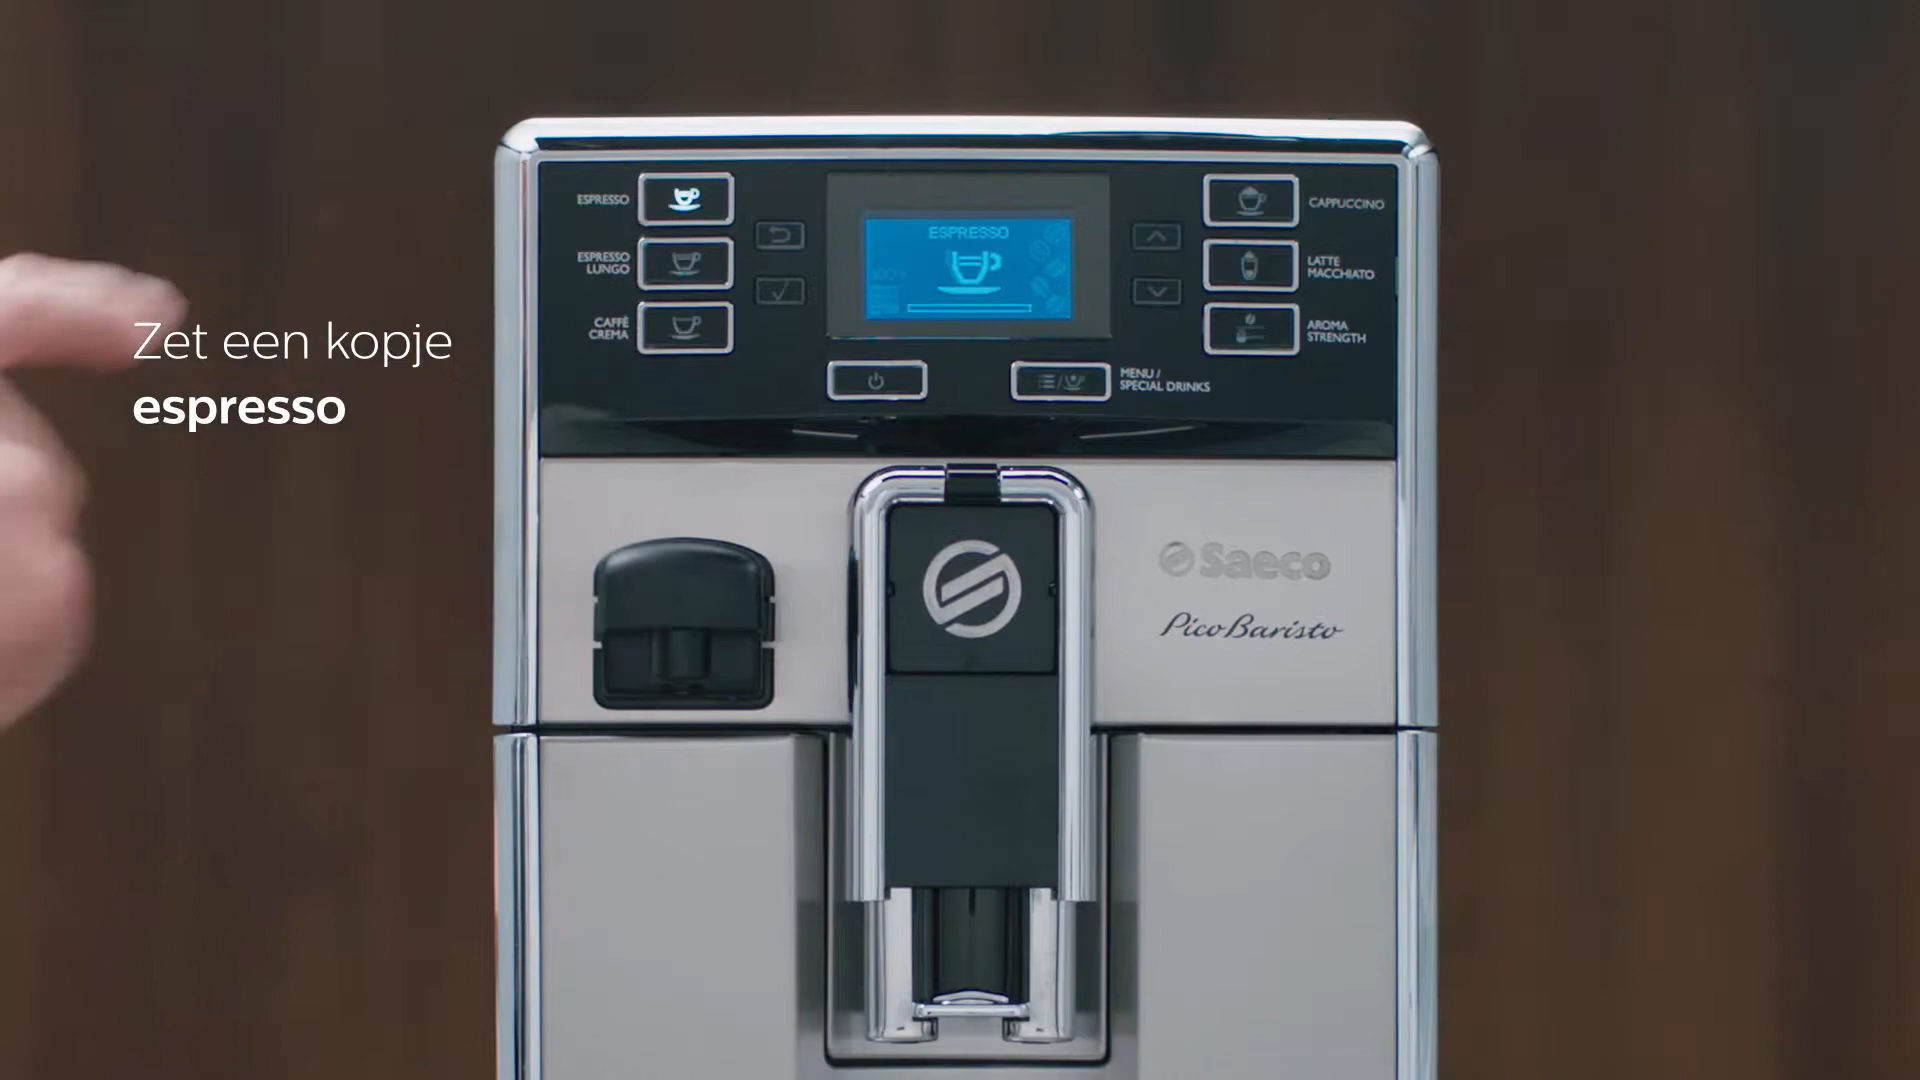 Zet een kopje
espresso
ESPRESSO
ESPRESSO
LUNGO
CAFFÈ
CREMA
ESPRESSO
CAPPUCCINO
LATTE
MACCHIATO
AROMA
STRENGTH
MENU /
SPECIAL DRINKS
Saeco
PicoBaristo